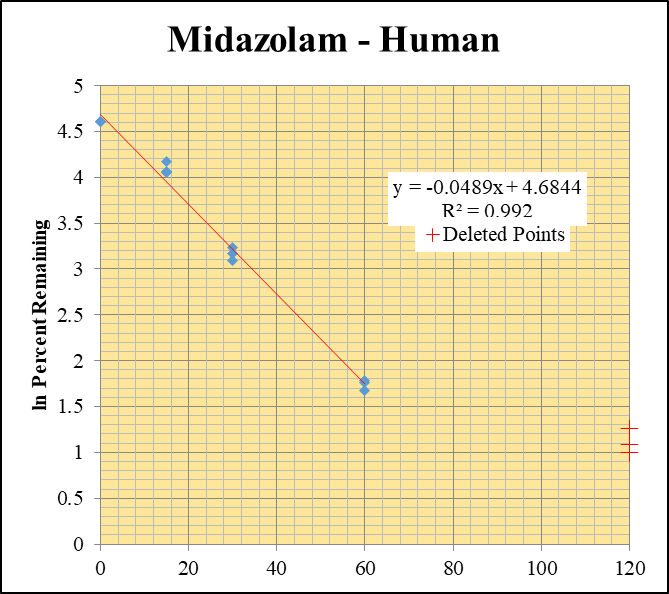 Midazolam - Human
ln Percent Remaining
5
4.5
4
3.5
3
2.5
2
1.5
1
0.5
0
y = -0.0489x + 4.6844
R² = 0.992
Deleted Points
0 20 40 60 80 100 120